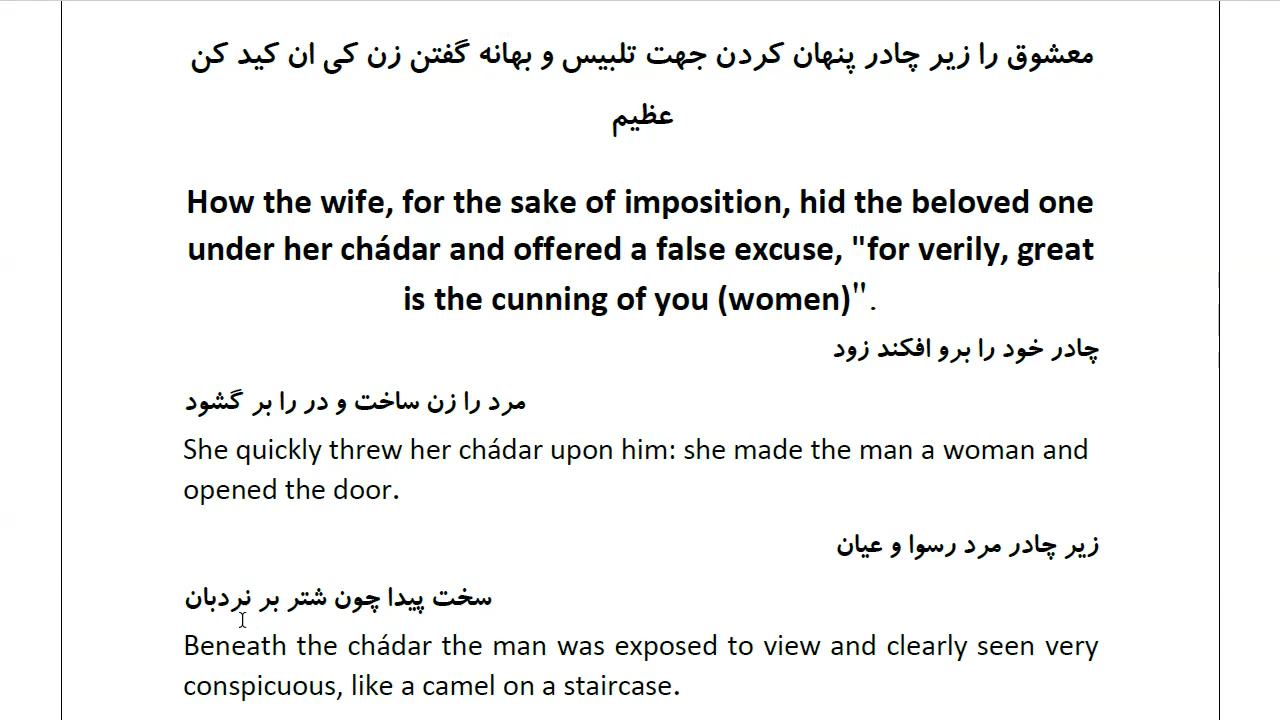 معشوق را زیر چادر پنهان کردن جهت تلبیس و بهانه گفتن زن کی ان کید کن
عظیم
How the wife, for the sake of imposition, hid the beloved one
under her chádar and offered a false excuse, "for verily, great
is the cunning of you (women)".
چادر خود را برو افکند زود
مرد را زن ساخت و در را بر گشود
She quickly threw her chádar upon him: she made the man a woman and
opened the door.
زیر چادر مرد رسوا و عیان
سخت پیدا چون شتر بر نردبان
Beneath the chádar the man was exposed to view and clearly seen very
conspicuous, like a camel on a staircase.